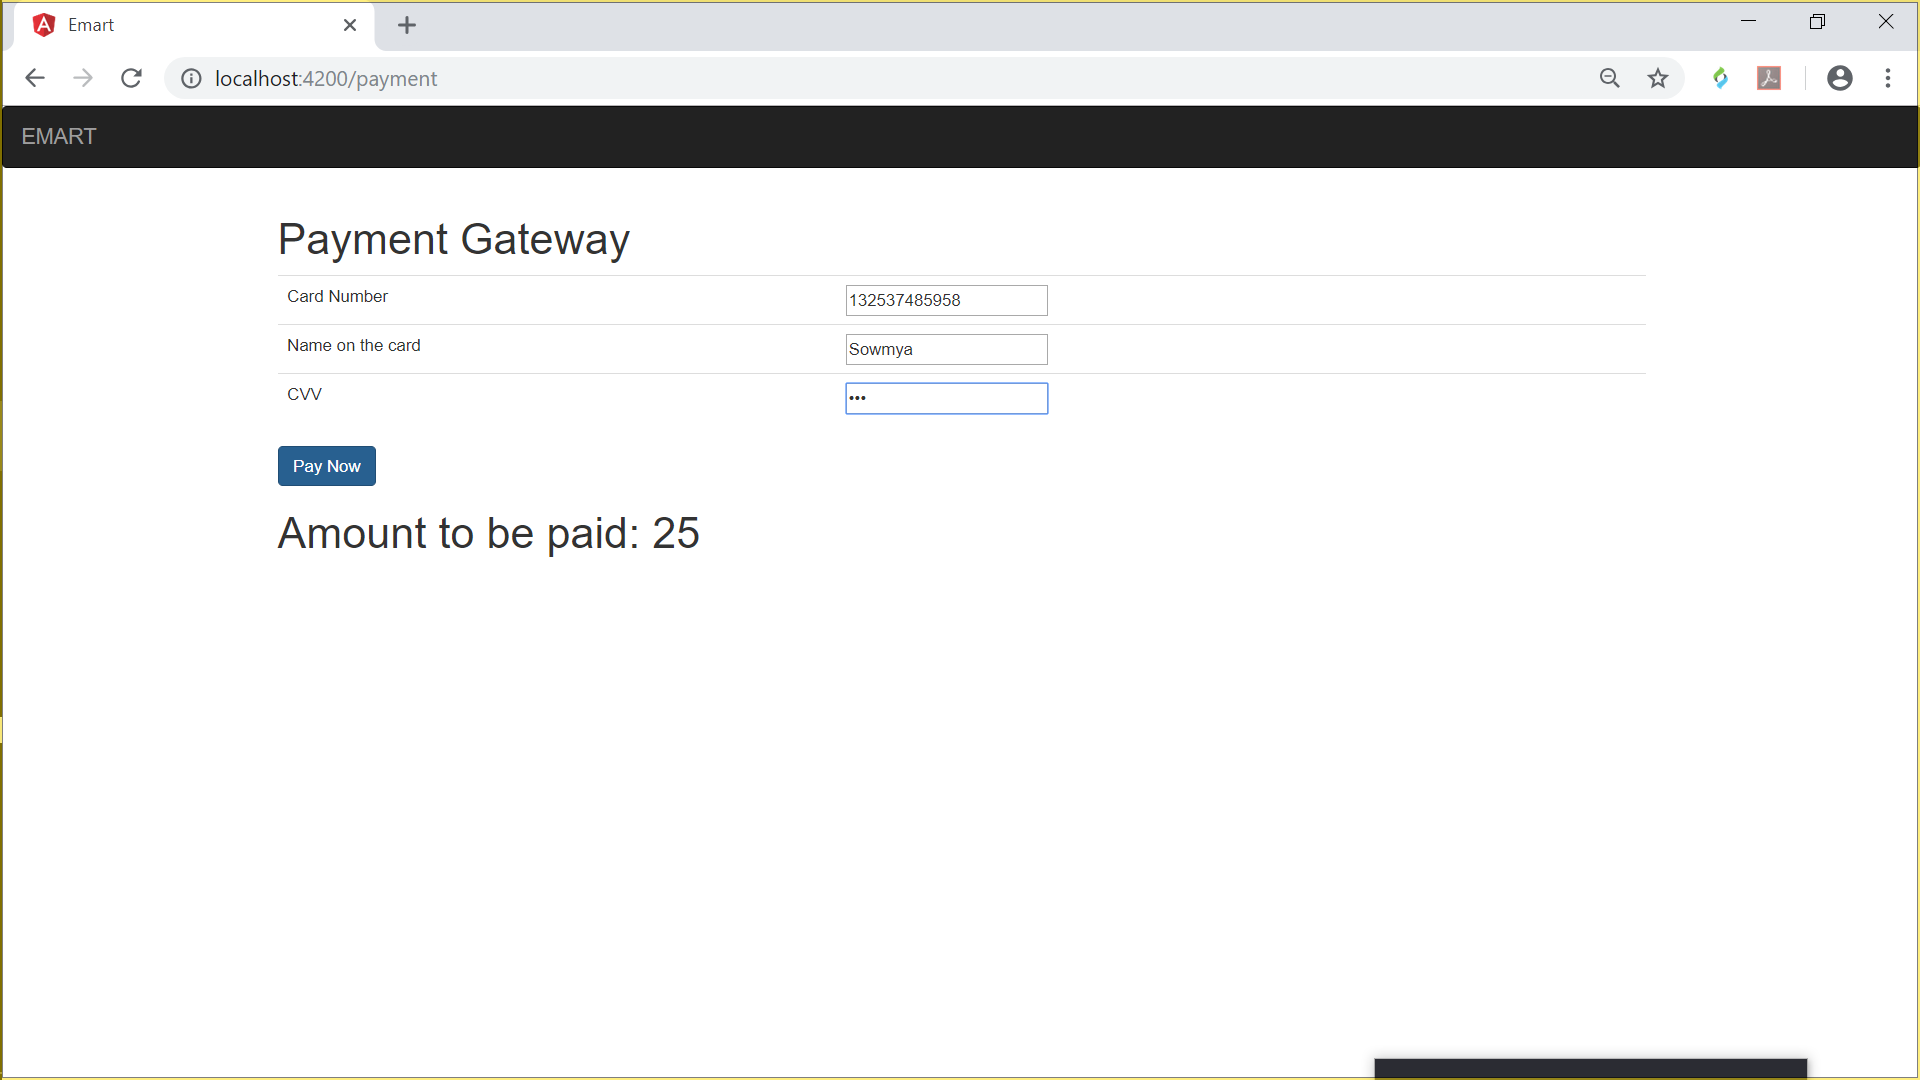 Emart
localhost:4200/payment
EMART
Payment Gateway
Card Number 132537485958
Name on the card Sowmya
CVV •••
Pay Now
Amount to be paid: 25